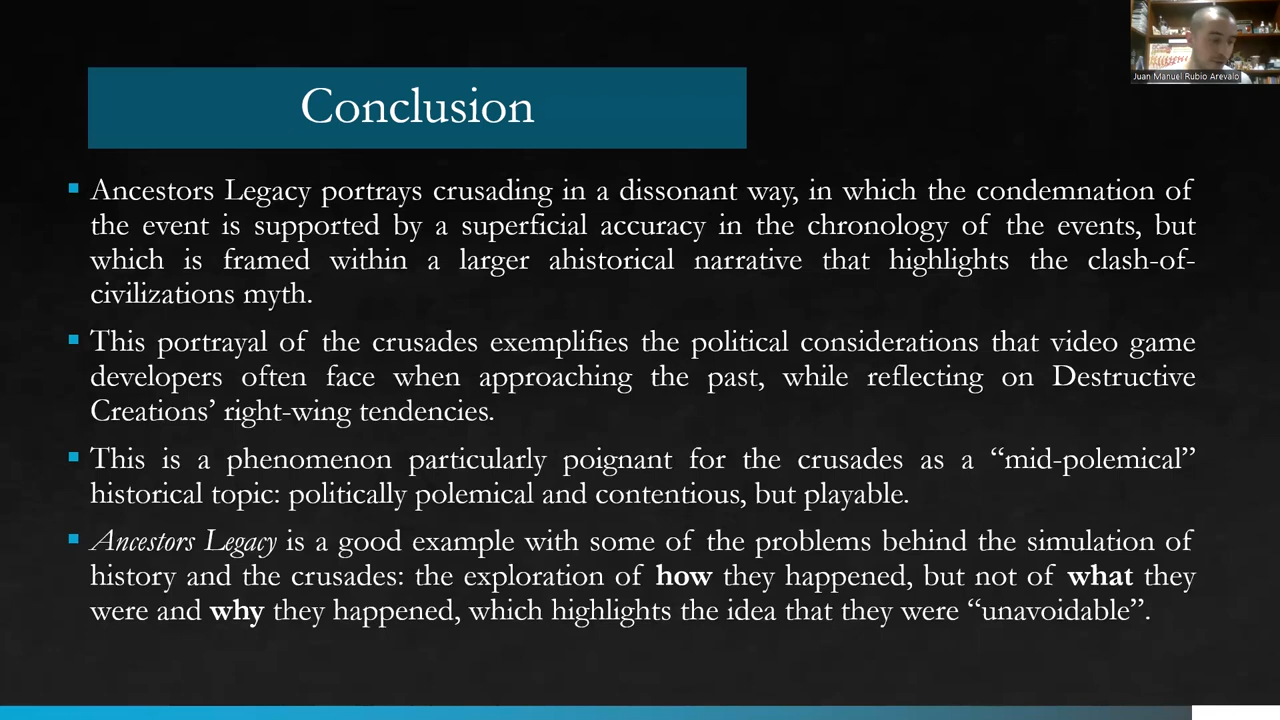 Juan Manuel Rubio Arevalo
Conclusion
Ancestors Legacy portrays crusading in a dissonant way, in which the condemnation of
the event is supported by a superficial accuracy in the chronology of the events, but
which is framed within a larger ahistorical narrative that highlights the clash-of-
civilizations myth.
This portrayal of the crusades exemplifies the political considerations that video game
developers often face when approaching the past, while reflecting on Destructive
Creations’ right-wing tendencies.
This is a phenomenon particularly poignant for the crusades as a “mid-polemical”
historical topic: politically polemical and contentious, but playable.
Ancestors Legacy is a good example with some of the problems behind the simulation of
history and the crusades: the exploration of how they happened, but not of what they
were and why they happened, which highlights the idea that they were “unavoidable”.